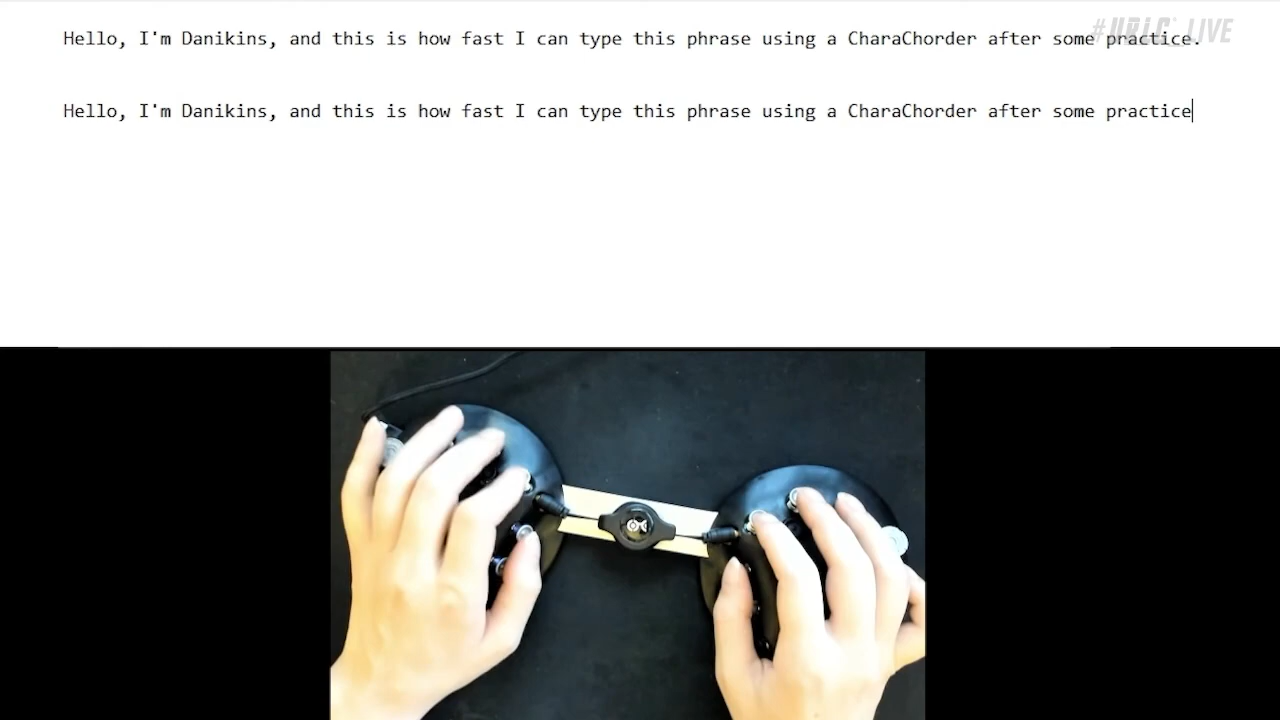 Hello, I'm Danikins, and this is how fast I can type this phrase using a CharaChorder after some practice.
#URLC_LIVE
Hello, I'm Danikins, and this is how fast I can type this phrase using a CharaChorder after some practice